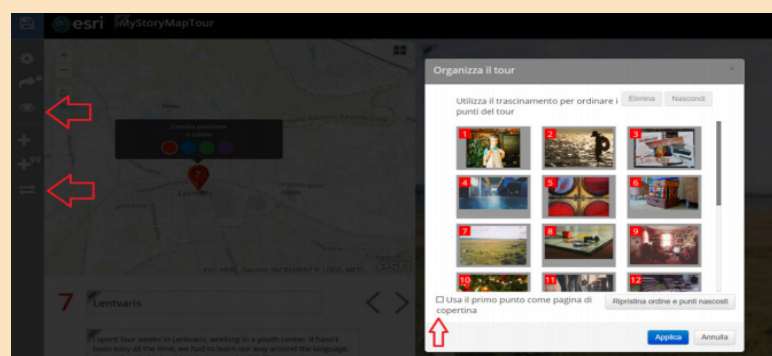 esri MyStoryMapTour
Cambia posizione
e colore
7
LENTVARIS
Esri, HERE, Garmin, INCREMENT P, USGS, METI
esri
7 Lentvaris
I spent four weeks in Lentvaris, working in a youth center. It hasn't
been easy all the time, we had to learn our way around the language,
Organizza il tour ×
Utilizza il trascinamento per ordinare i
punti del tour
Elimina Nascondi
1 2 3
4 5 6
7 8 9
10 11 12
Usa il primo punto come pagina di
copertina
Ripristina ordine e punti nascosti
Applica Annulla